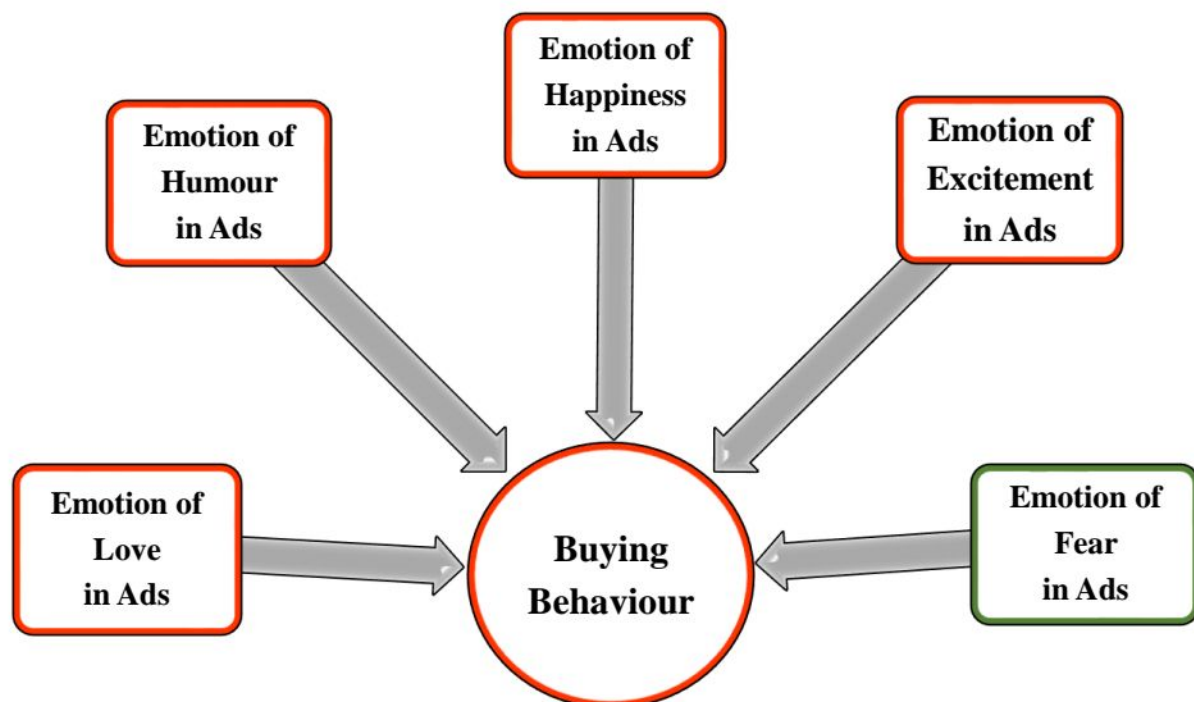 Emotion of
Happiness
in Ads
Emotion of
Humour
in Ads
Emotion of
Excitement
in Ads
Emotion of
Love
in Ads
Buying
Behaviour
Emotion of
Fear
in Ads